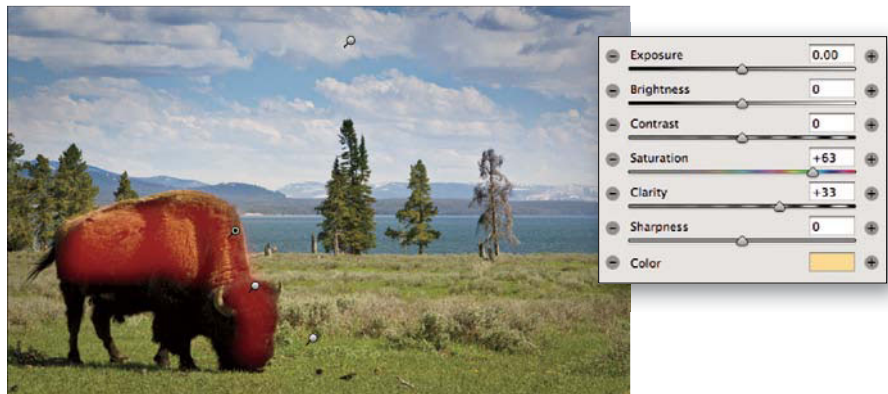 Exposure 0.00
Brightness 0
Contrast 0
Saturation +63
Clarity +33
Sharpness 0
Color